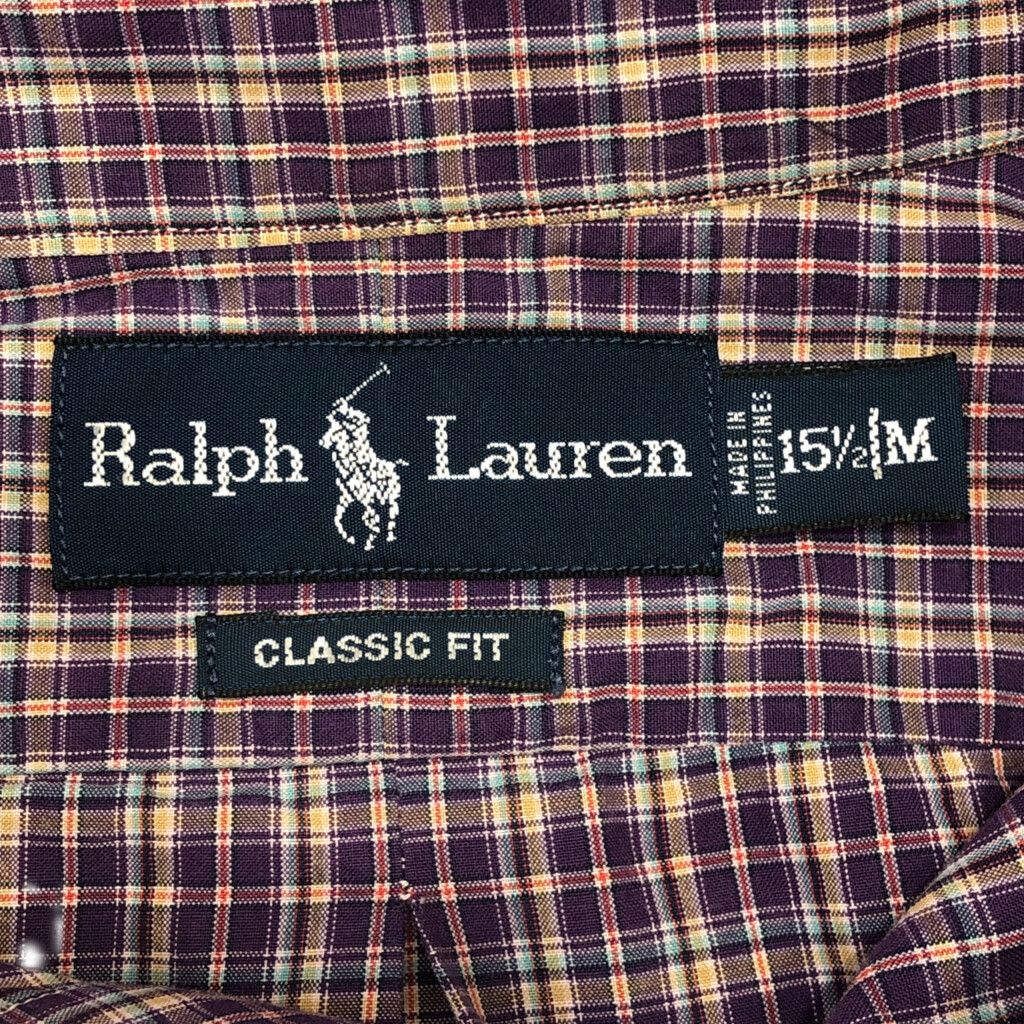 Ralph Lauren
MADE IN
PHILIPPINES
15½|M
CLASSIC FIT